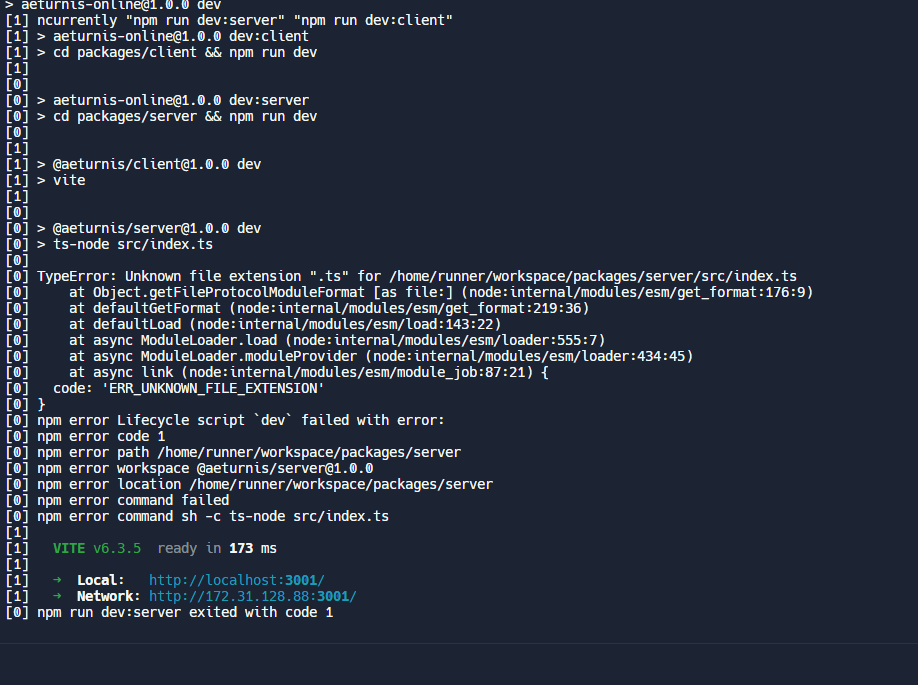 > aeturnis-online@1.0.0 dev
[1] ncurrently "npm run dev:server" "npm run dev:client"
[1] > aeturnis-online@1.0.0 dev:client
[1] > cd packages/client && npm run dev
[1]
[0]
[0] > aeturnis-online@1.0.0 dev:server
[0] > cd packages/server && npm run dev
[0]
[1]
[1] > @aeturnis/client@1.0.0 dev
[1] > vite
[1]
[0]
[0] > @aeturnis/server@1.0.0 dev
[0] > ts-node src/index.ts
[0]
[0] TypeError: Unknown file extension ".ts" for /home/runner/workspace/packages/server/src/index.ts
[0]     at Object.getFileProtocolModuleFormat [as file:] (node:internal/modules/esm/get_format:176:9)
[0]     at defaultGetFormat (node:internal/modules/esm/get_format:219:36)
[0]     at defaultLoad (node:internal/modules/esm/load:143:22)
[0]     at async ModuleLoader.load (node:internal/modules/esm/loader:555:7)
[0]     at async ModuleLoader.moduleProvider (node:internal/modules/esm/loader:434:45)
[0]     at async link (node:internal/modules/esm/module_job:87:21) {
[0]   code: 'ERR_UNKNOWN_FILE_EXTENSION'
[0] }
[0] npm error Lifecycle script `dev` failed with error:
[0] npm error code 1
[0] npm error path /home/runner/workspace/packages/server
[0] npm error workspace @aeturnis/server@1.0.0
[0] npm error location /home/runner/workspace/packages/server
[0] npm error command failed
[0] npm error command sh -c ts-node src/index.ts
[1]
[1]   VITE v6.3.5  ready in 173 ms
[1]
[1]   ➜  Local:   http://localhost:3001/
[1]   ➜  Network: http://172.31.128.88:3001/
[0] npm run dev:server exited with code 1